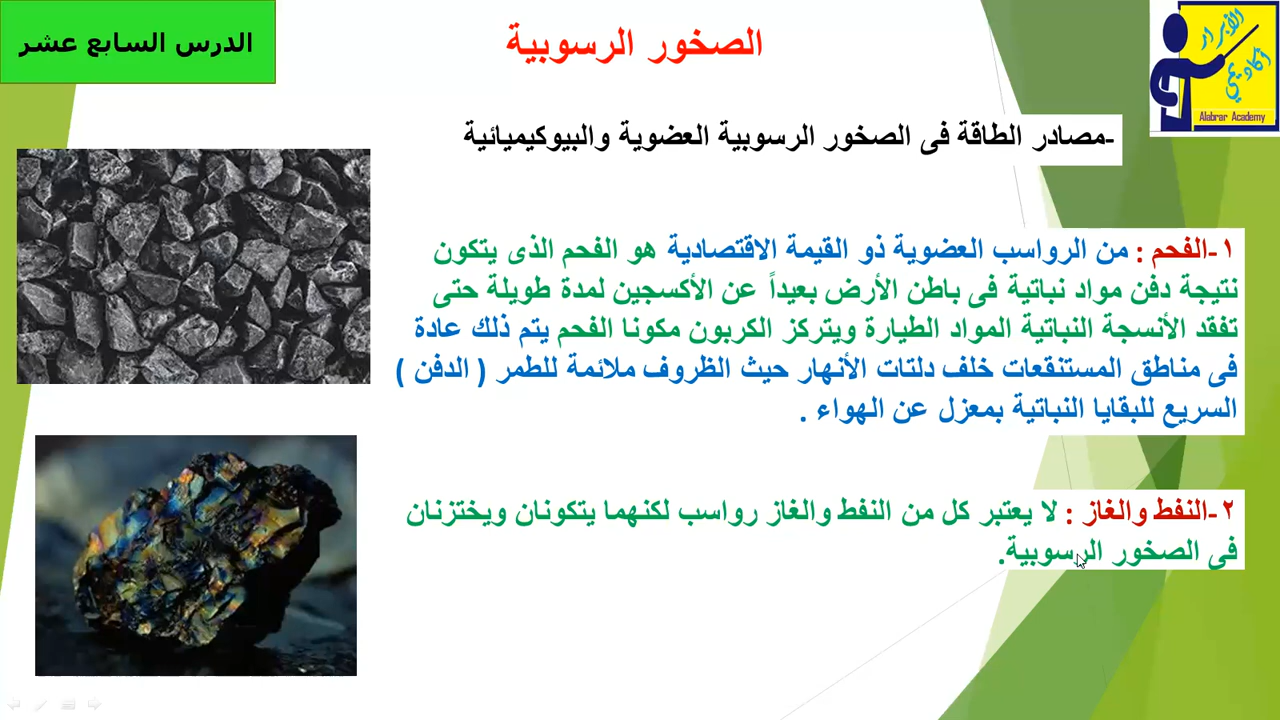 الدرس السابع عشر
الصخور الرسوبية
الأبرار
أكاديمي
Alabrar Academy
-مصادر الطاقة فى الصخور الرسوبية العضوية والبيوكيميائية
١-الفحم : من الرواسب العضوية ذو القيمة الاقتصادية هو الفحم الذى يتكون
نتيجة دفن مواد نباتية فى باطن الأرض بعيداً عن الأكسجين لمدة طويلة حتى
تفقد الأنسجة النباتية المواد الطيارة ويتركز الكربون مكونا الفحم يتم ذلك عادة
فى مناطق المستنقعات خلف دلتات الأنهار حيث الظروف ملائمة للطمر ( الدفن )
السريع للبقايا النباتية بمعزل عن الهواء .
٢-النفط والغاز : لا يعتبر كل من النفط والغاز رواسب لكنهما يتكونان ويختزنان
فى الصخور الرسوبية.